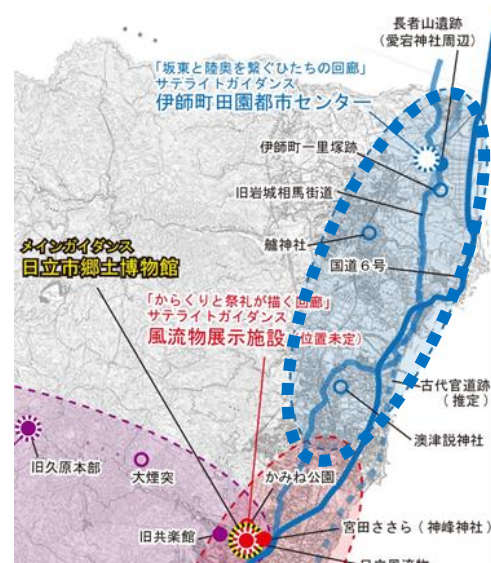 長者山遺跡
（愛宕神社周辺）
「坂東と陸奥を繋ぐひたちの回廊」
サテライトガイダンス
伊師町田園都市センター
伊師町一里塚跡
旧岩城相馬街道
艫神社
国道６号
メインガイダンス
日立市郷土博物館
「からくりと祭礼が描く回廊」
サテライトガイダンス
風流物展示施設（位置未定）
古代官道跡
（推定）
澳津説神社
旧久原本部
大煙突
かみね公園
旧共楽館
宮田ささら（神峰神社）
日立風流物